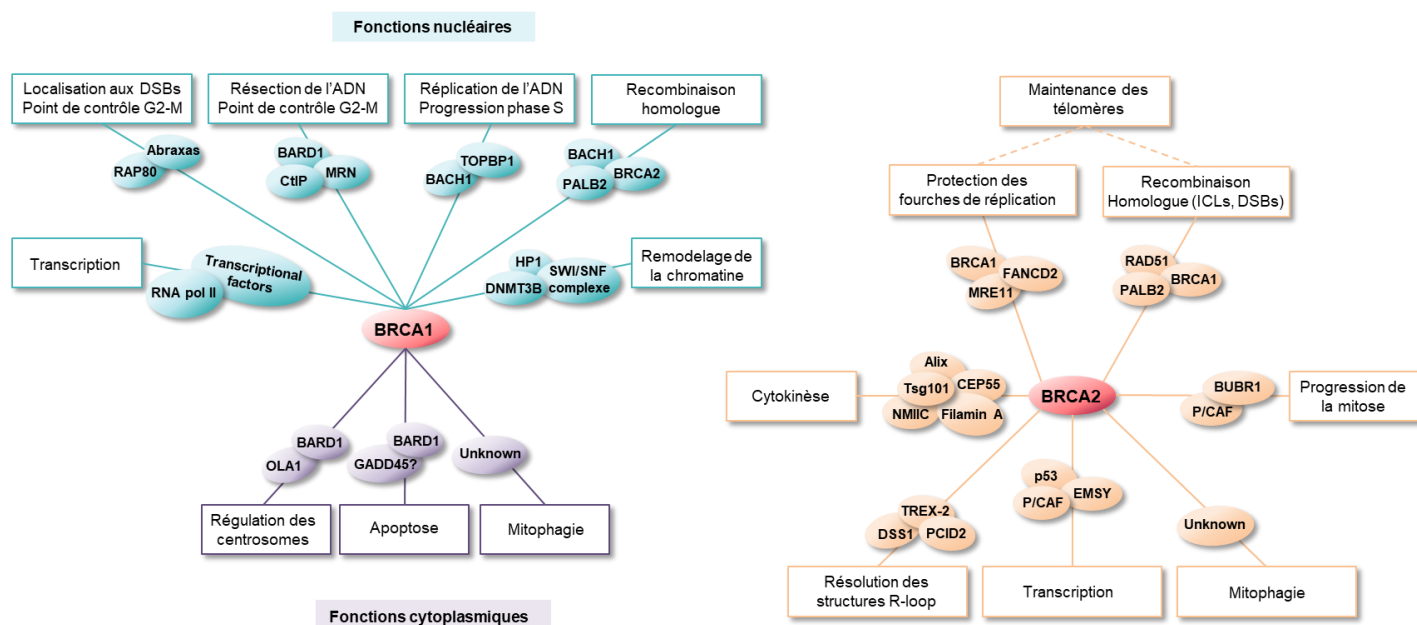 Fonctions nucléaires
Localisation aux DSBs
Point de contrôle G2-M
Résection de l'ADN
Point de contrôle G2-M
Réplication de l'ADN
Progression phase S
Recombinaison
homologue
Abraxas
RAP80
BARD1
MRN
CtIP
TOPBP1
BACH1
BACH1
BRCA2
PALB2
Transcription
Transcriptional
factors
RNA pol II
HP1
SWI/SNF
complexe
DNMT3B
Remodelage de
la chromatine
BRCA1
BARD1
OLA1
BARD1
GADD45?
Unknown
Régulation des
centrosomes
Apoptose
Mitophagie
Fonctions cytoplasmiques
Maintenance des
télomères
Protection des
fourches de réplication
Recombinaison
Homologue (ICLs, DSBs)
BRCA1
FANCD2
MRE11
RAD51
BRCA1
PALB2
Cytokinèse
Alix
Tsg101
CEP55
NMIIC
Filamin A
BRCA2
BUBR1
P/CAF
Progression de
la mitose
TREX-2
DSS1
PCID2
p53
EMSY
P/CAF
Unknown
Résolution des
structures R-loop
Transcription
Mitophagie